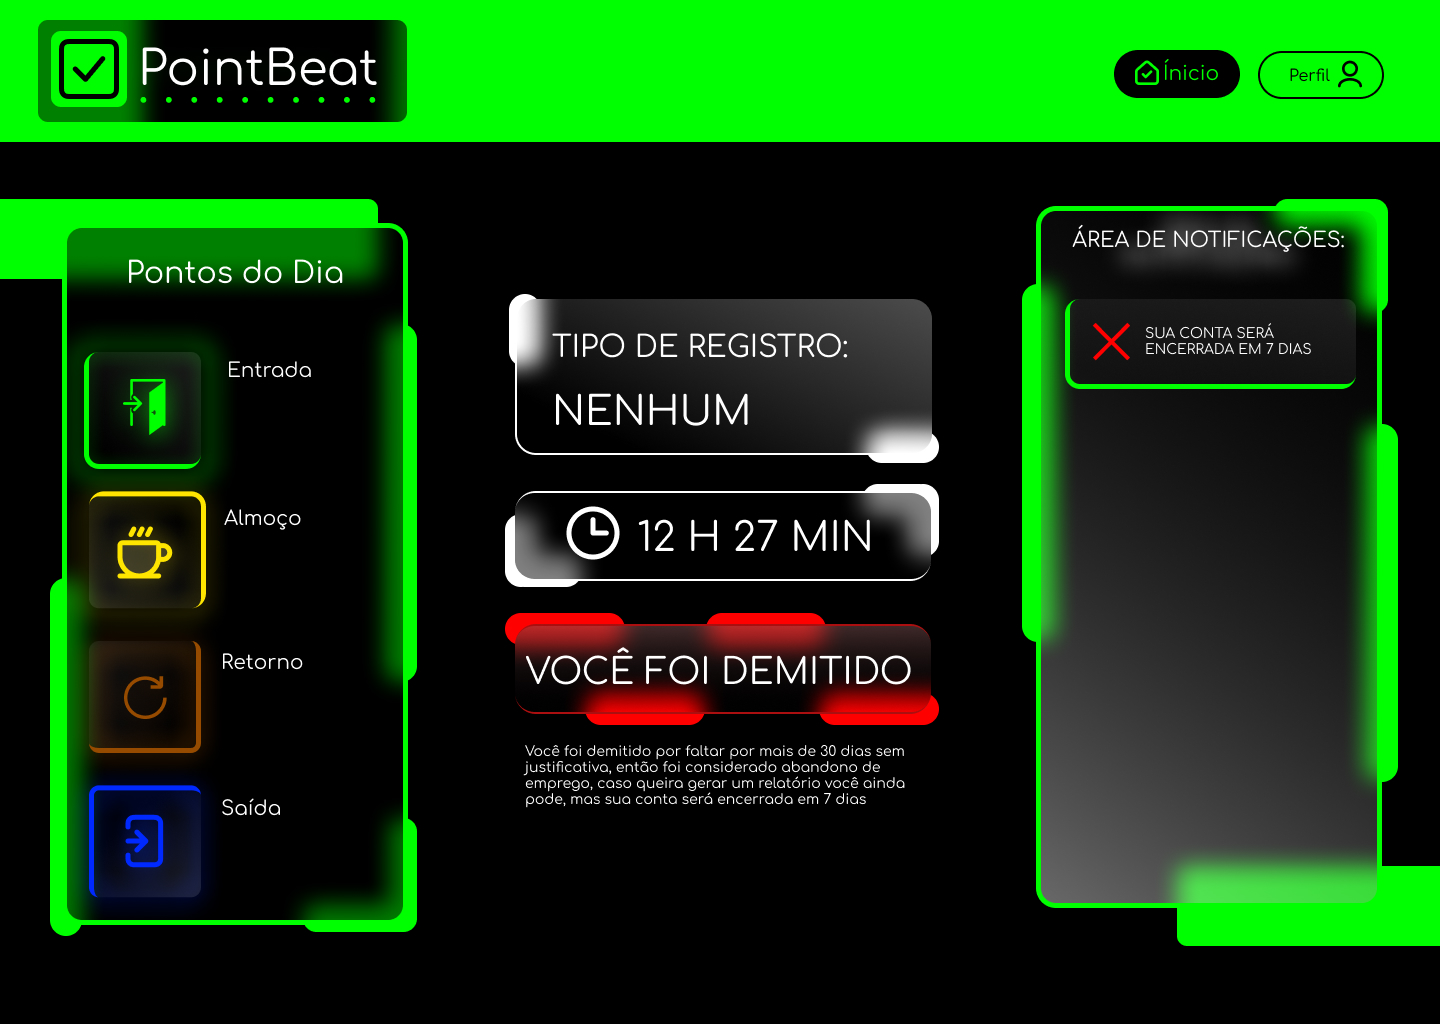 PointBeat
Ínicio
Perfil
Pontos do Dia
Entrada
Almoço
Retorno
Saída
TIPO DE REGISTRO:
NENHUM
12 H 27 MIN
VOCÊ FOI DEMITIDO
Você foi demitido por faltar por mais de 30 dias sem
justificativa, então foi considerado abandono de
emprego, caso queira gerar um relatório você ainda
pode, mas sua conta será encerrada em 7 dias
ÁREA DE NOTIFICAÇÕES:
SUA CONTA SERÁ
ENCERRADA EM 7 DIAS